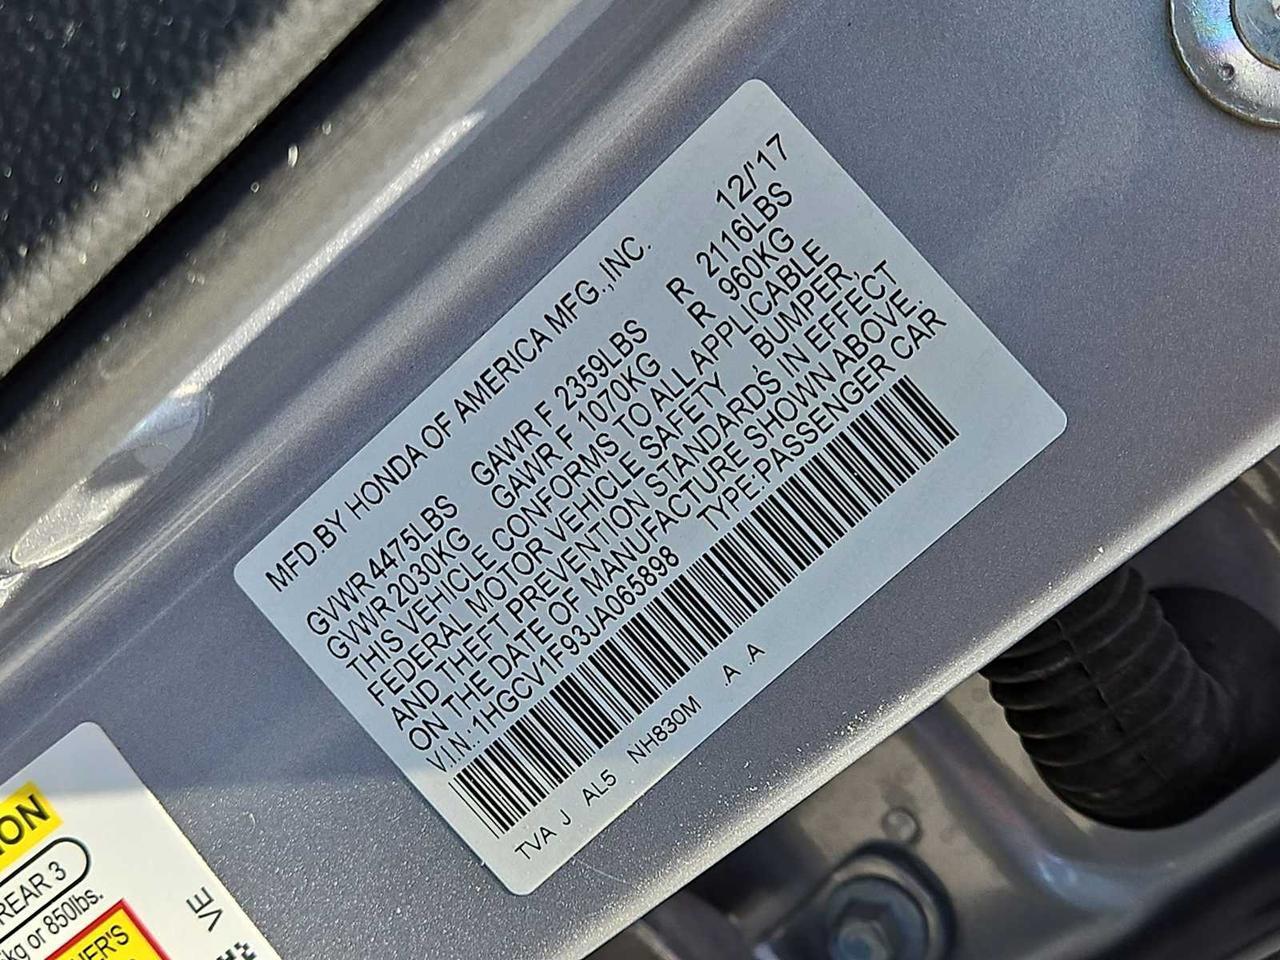 MFD.BY HONDA OF AMERICA MFG.,INC. 12/'17
GVWR 4475LBS GAWR F 2359LBS R 2116LBS
GVWR 2030KG GAWR F 1070KG R 960KG
THIS VEHICLE CONFORMS TO ALL APPLICABLE
FEDERAL MOTOR VEHICLE SAFETY , BUMPER,
AND THEFT PREVENTION STANDARDS IN EFFECT
ON THE DATE OF MANUFACTURE SHOWN ABOVE.
V.I.N.:1HGCV1F93JA065898 TYPE:PASSENGER CAR
TVA J AL5 NH830M .A .A
ION
REAR 3
kg or 850lbs.
HER'S
VE